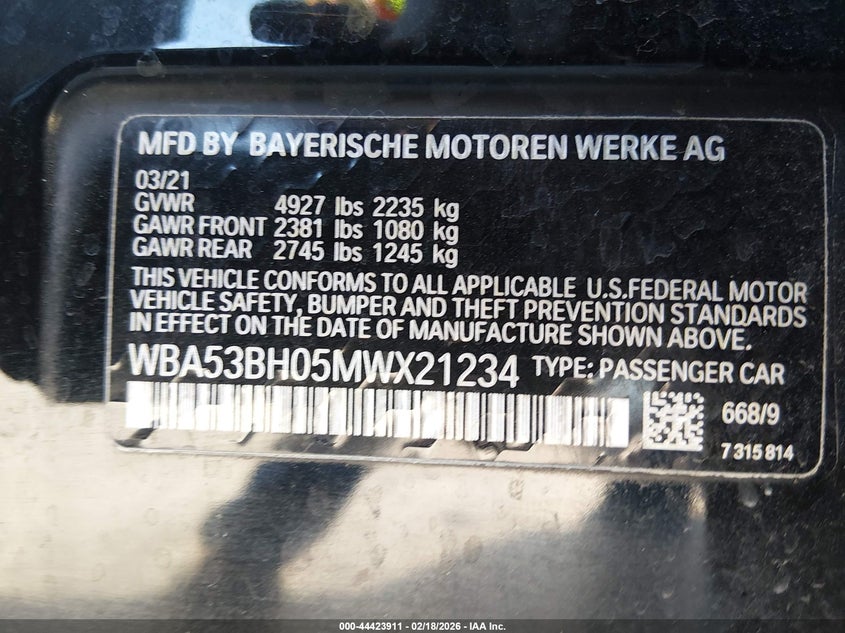 MFD BY BAYERISCHE MOTOREN WERKE AG
03/21
GVWR 4927 lbs 2235 kg
GAWR FRONT 2381 lbs 1080 kg
GAWR REAR 2745 lbs 1245 kg
THIS VEHICLE CONFORMS TO ALL APPLICABLE U.S.FEDERAL MOTOR
VEHICLE SAFETY, BUMPER AND THEFT PREVENTION STANDARDS
IN EFFECT ON THE DATE OF MANUFACTURE SHOWN ABOVE.
WBA53BH05MWX21234 TYPE: PASSENGER CAR
668/9
7 315 814
000-44423911 - 02/18/2026 - IAA Inc.